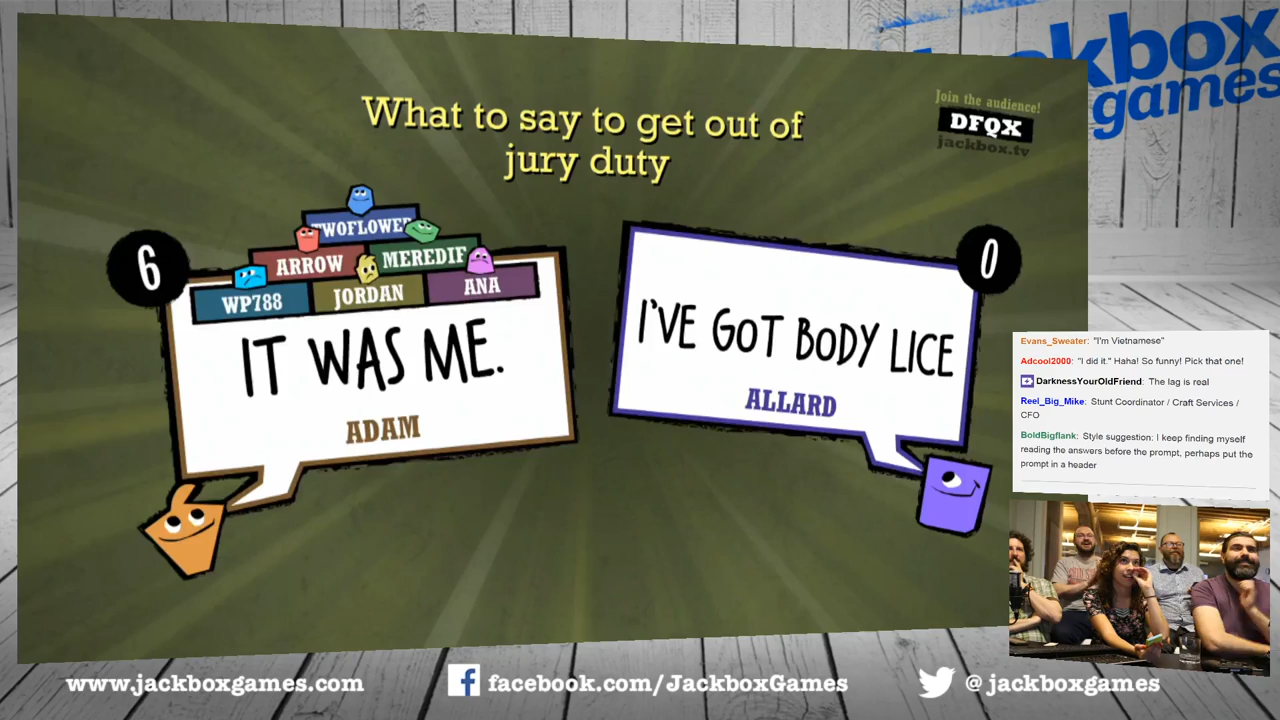 jackbox
games
What to say to get out of
jury duty
Join the audience!
DFQX
jackbox.tv
6
TWOFLOWER
ARROW
MEREDIF
WP788
JORDAN
ANA
IT WAS ME.
ADAM
0
I'VE GOT BODY LICE
ALLARD
Evans_Sweater: "I'm Vietnamese"
Adcool2000: "I did it." Haha! So funny! Pick that one!
DarknessYourOldFriend: The lag is real
Reel_Big_Mike: Stunt Coordinator / Craft Services /
CFO
BoldBigflank: Style suggestion: I keep finding myself
reading the answers before the prompt, perhaps put the
prompt in a header
www.jackboxgames.com
facebook.com/JackboxGames
@jackboxgames